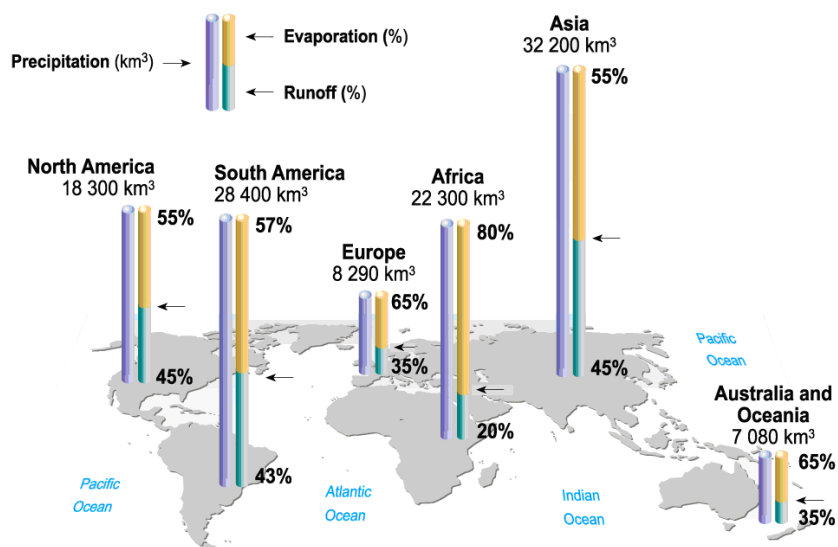 Precipitation (km³)
Evaporation (%)
Runoff (%)
North America
18 300 km³
55%
45%
South America
28 400 km³
57%
43%
Europe
8 290 km³
65%
35%
Africa
22 300 km³
80%
20%
Asia
32 200 km³
55%
45%
Australia and
Oceania
7 080 km³
65%
35%
Pacific
Ocean
Atlantic
Ocean
Indian
Ocean
Pacific
Ocean